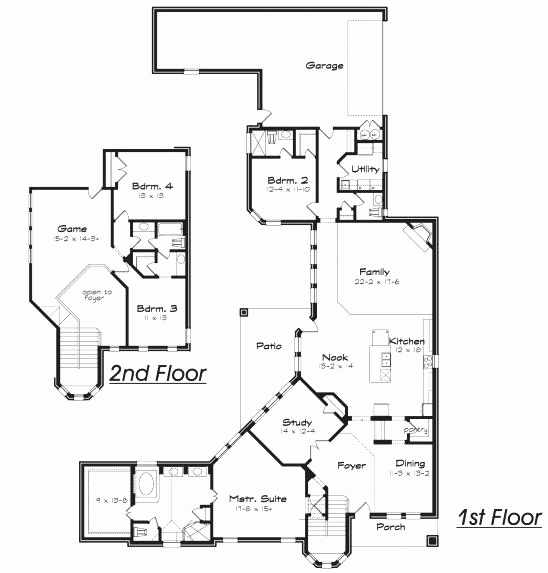 Garage
Utility
Bdrm. 2
12-4 x 11-10
Bdrm. 4
13 x 13
Game
15-2 x 14-9+
open to
foyer
Bdrm. 3
11 x 13
2nd Floor
Family
22-2 x 17-6
Patio
Nook
13-2 x 14
Kitchen
12 x 18
Study
14 x 12-4
pantry
Foyer
Dining
11-3 x 13-2
9 x 13-8
Mstr. Suite
17-8 x 15+
Porch
1st Floor